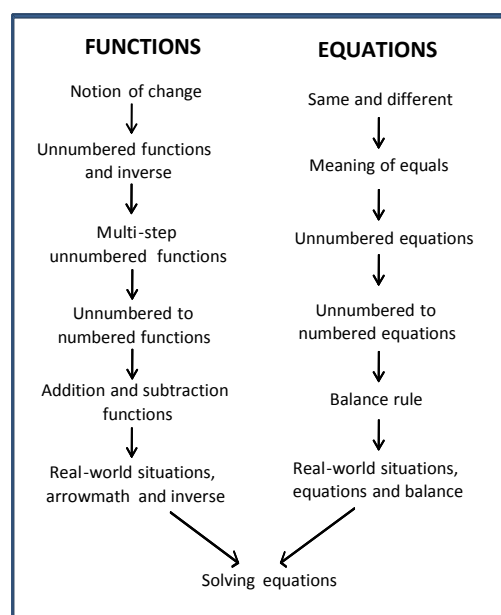 FUNCTIONS
Notion of change
Unnumbered functions
and inverse
Multi-step
unnumbered functions
Unnumbered to
numbered functions
Addition and subtraction
functions
Real-world situations,
arrowmath and inverse
EQUATIONS
Same and different
Meaning of equals
Unnumbered equations
Unnumbered to
numbered equations
Balance rule
Real-world situations,
equations and balance
Solving equations